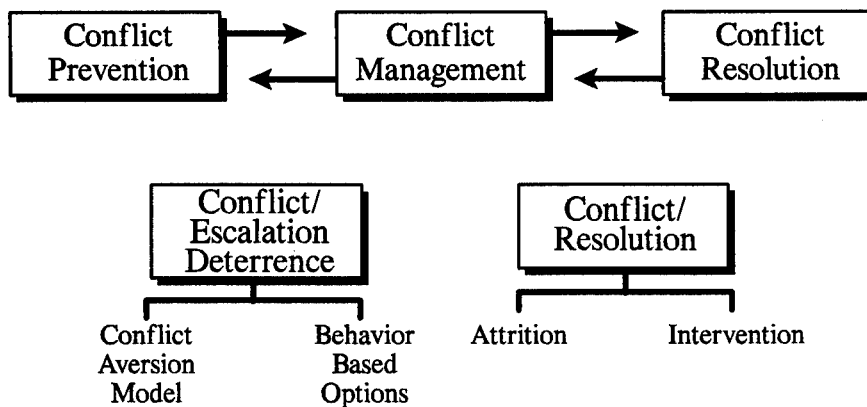 Conflict
Prevention
Conflict
Management
Conflict
Resolution
Conflict/
Escalation
Deterrence
Conflict
Aversion
Model
Behavior
Based
Options
Conflict/
Resolution
Attrition
Intervention